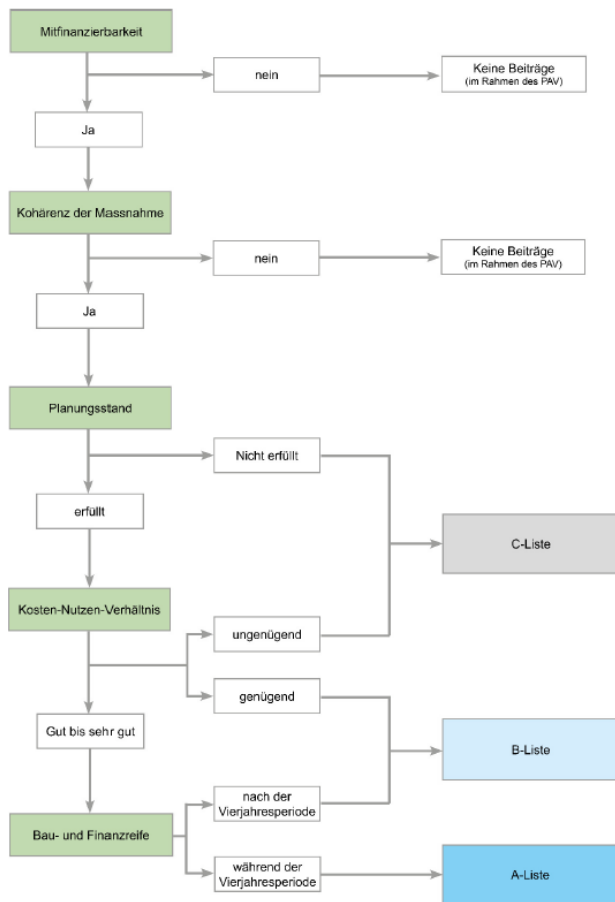 Mitfinanzierbarkeit
nein
Keine Beiträge
(im Rahmen des PAV)
Ja
Kohärenz der Massnahme
nein
Keine Beiträge
(im Rahmen des PAV)
Ja
Planungsstand
Nicht erfüllt
erfüllt
C-Liste
Kosten-Nutzen-Verhältnis
ungenügend
genügend
Gut bis sehr gut
B-Liste
nach der
Vierjahresperiode
Bau- und Finanzreife
während der
Vierjahresperiode
A-Liste